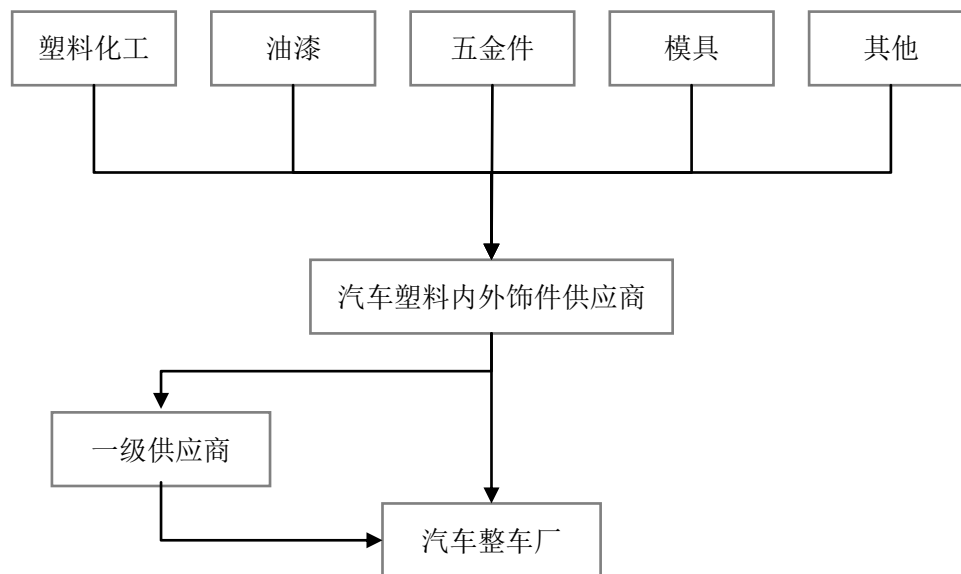 塑料化工
油漆
五金件
模具
其他
汽车塑料内外饰件供应商
一级供应商
汽车整车厂